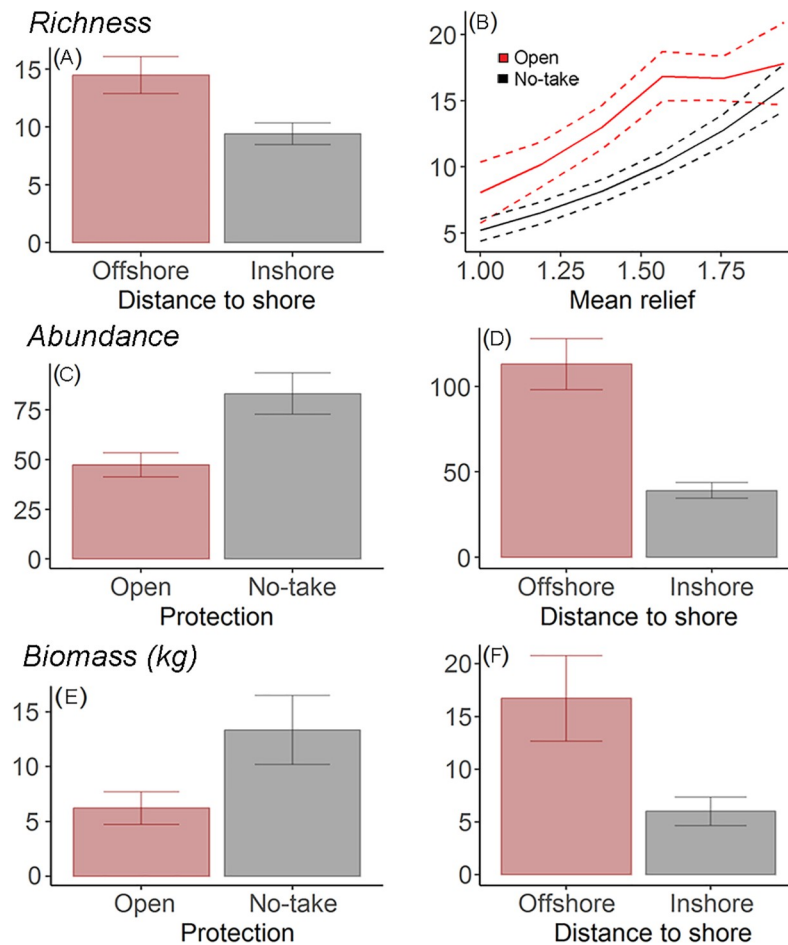 Richness
(A)
15
10
5
0
Offshore Inshore
Distance to shore
(B)
20
15
10
5
Open
No-take
1.00 1.25 1.50 1.75
Mean relief
Abundance
(C)
75
50
25
0
Open No-take
Protection
(D)
100
50
0
Offshore Inshore
Distance to shore
Biomass (kg)
(E)
15
10
5
0
Open No-take
Protection
(F)
20
15
10
5
0
Offshore Inshore
Distance to shore